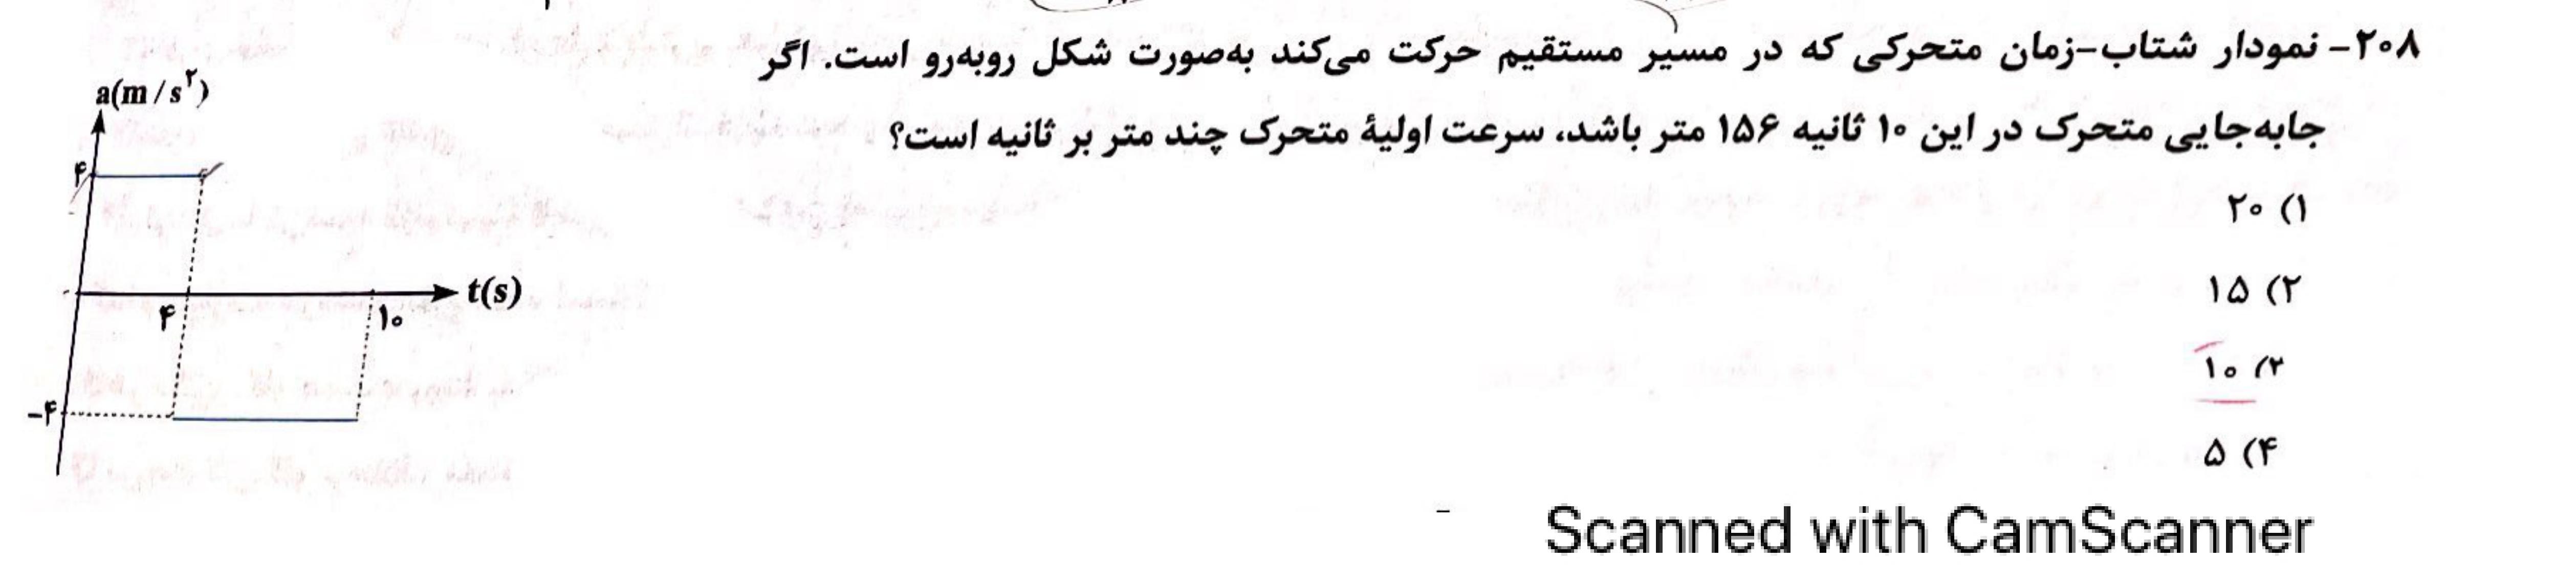 ۲۰۸- نمودار شتاب-زمان متحرکی که در مسیر مستقیم حرکت می‌کند به‌صورت شکل روبه‌رو است. اگر
جابه‌جایی متحرک در این ۱۰ ثانیه ۱۵۶ متر باشد، سرعت اولیهٔ متحرک چند متر بر ثانیه است؟
۱) ۲۰
۲) ۱۵
۳) ۱۰
۴) ۵
a(m/s²)
۴
t(s)
۴
۱۰
-۴
Scanned with CamScanner